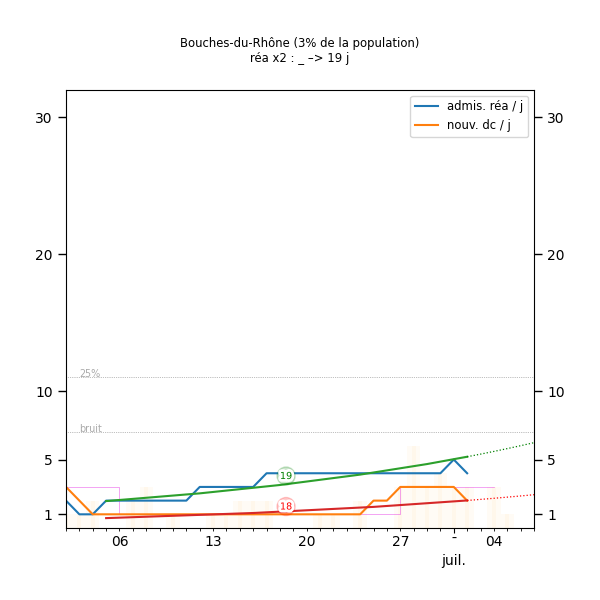 Bouches-du-Rhône (3% de la population)
réa x2 : _ –> 19 j
admis. réa / j
nouv. dc / j
30 30
20 20
25%
10 10
bruit
5 5
19
18
1 1
06 13 20 27 - 04
juil.